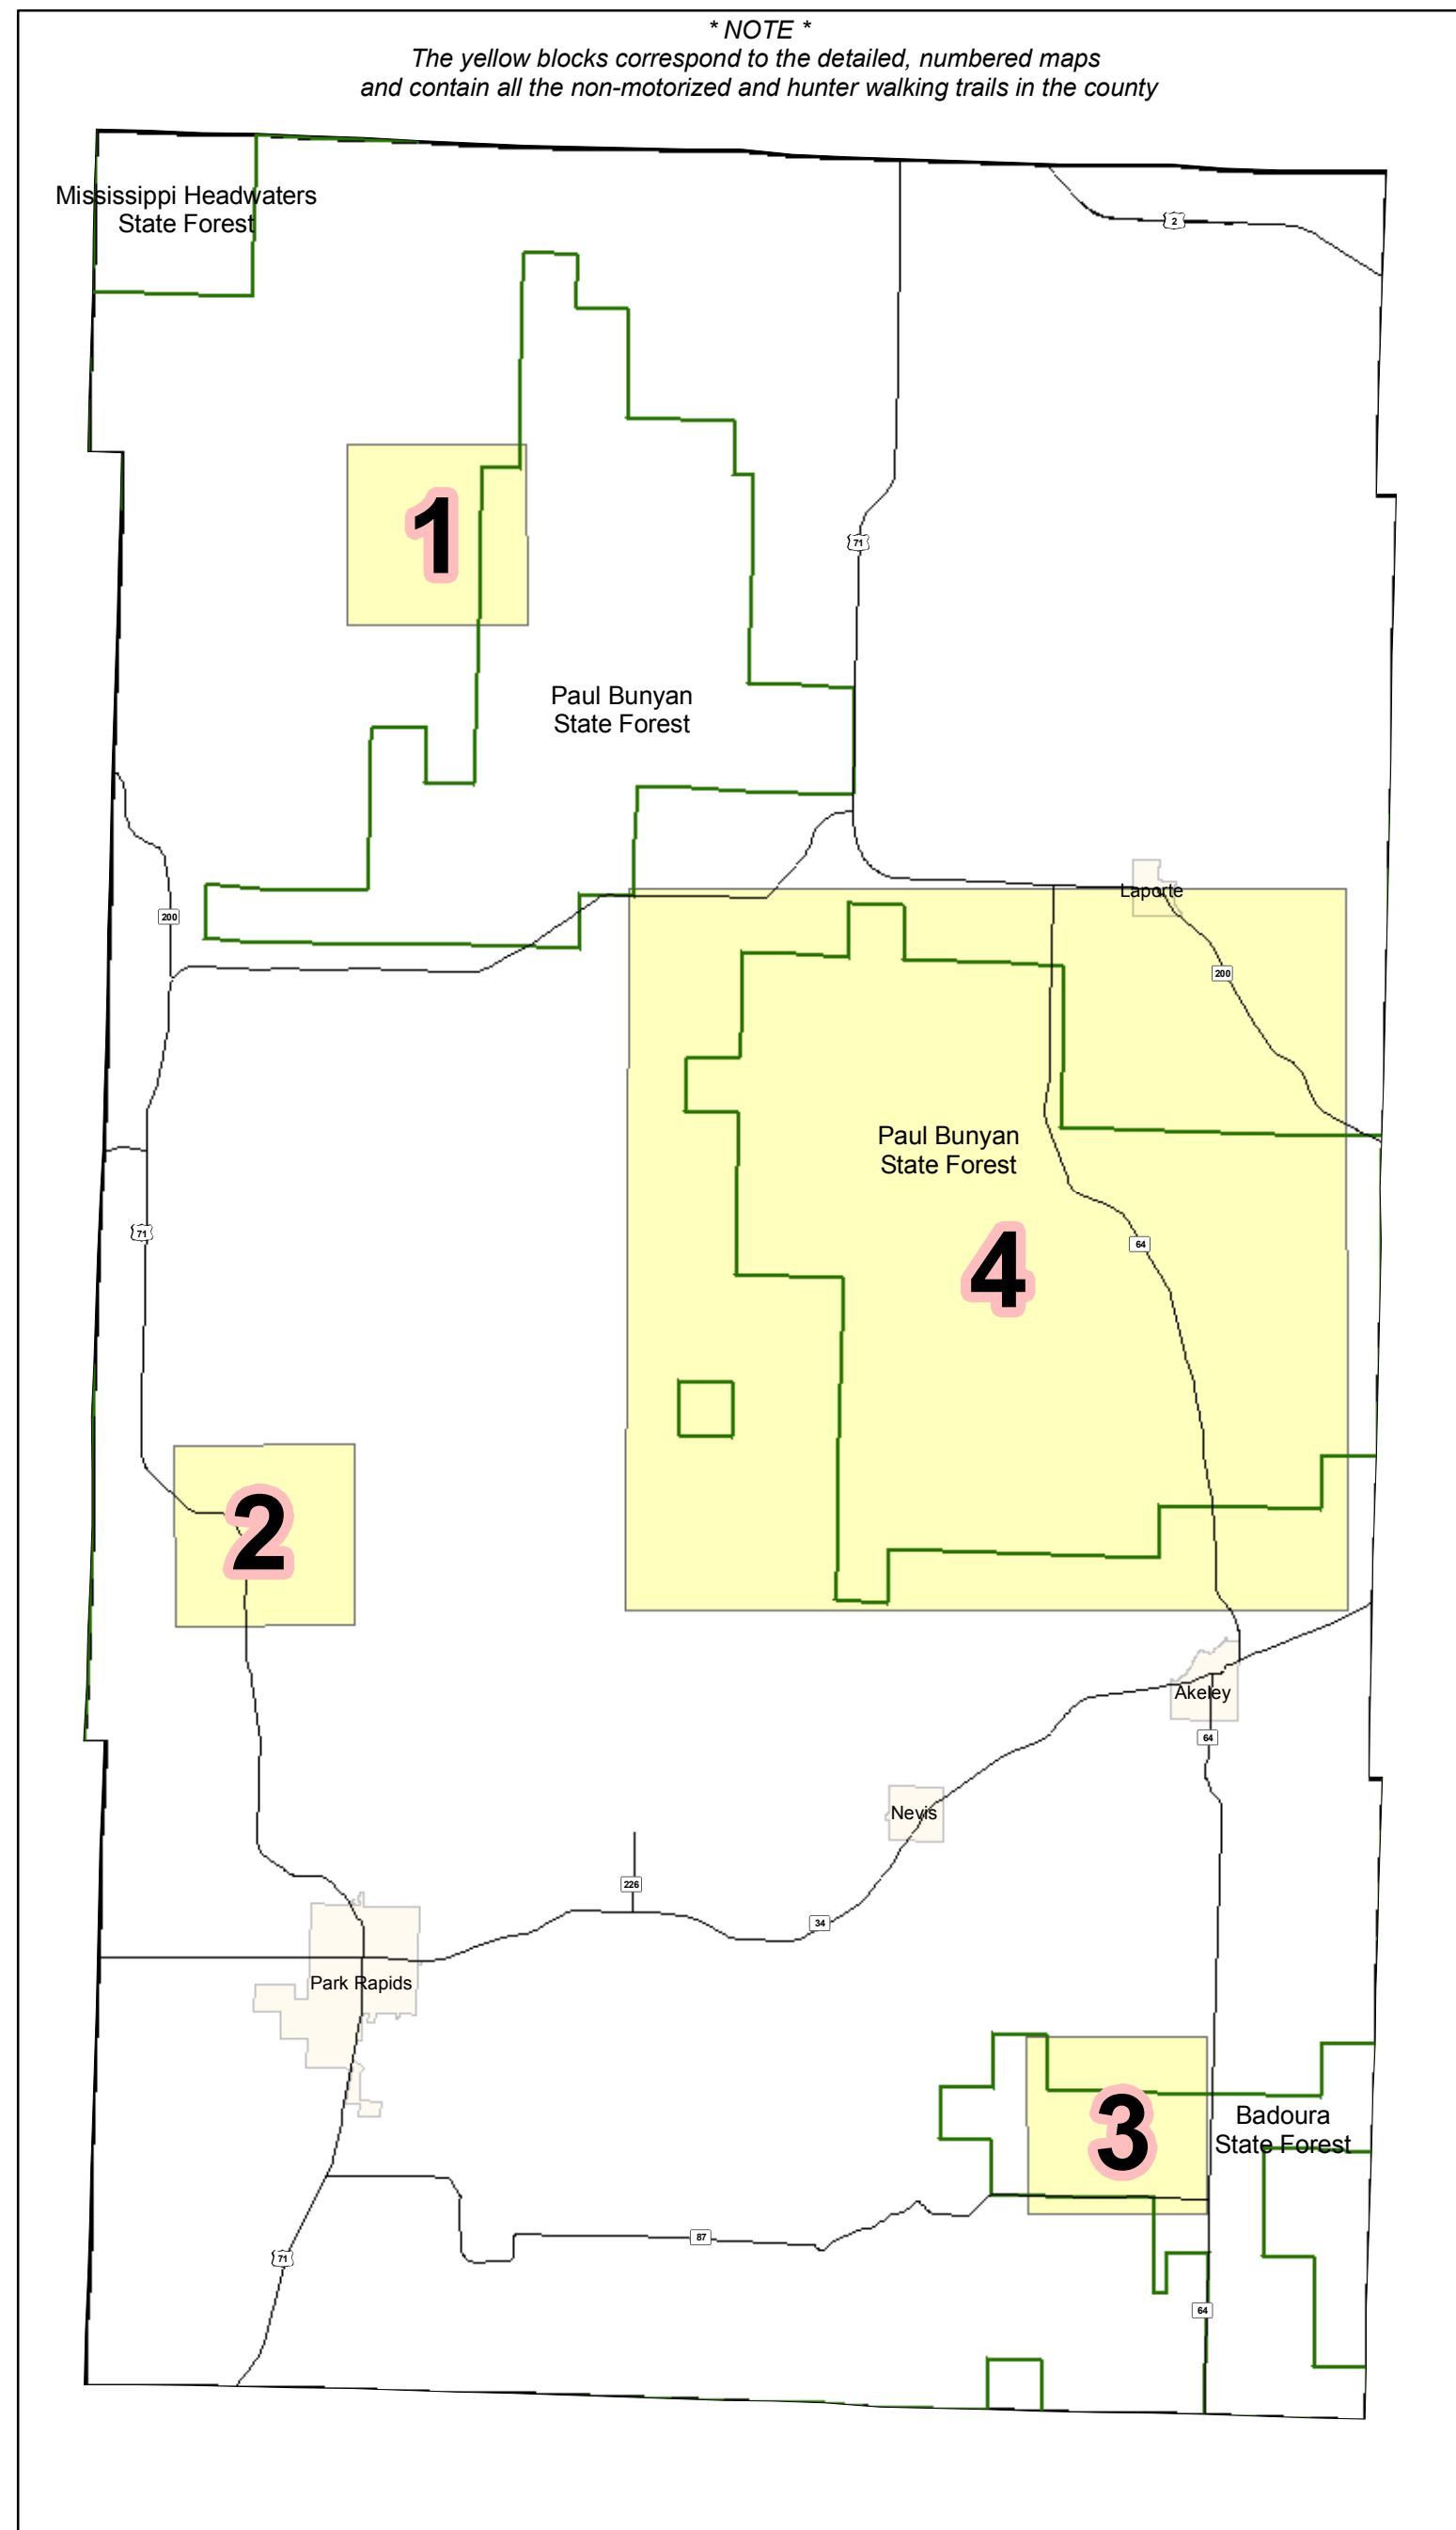 * NOTE *
The yellow blocks correspond to the detailed, numbered maps
and contain all the non-motorized and hunter walking trails in the county
Mississippi Headwaters
State Forest
2
1
71
Paul Bunyan
State Forest
Laporte
200
200
Paul Bunyan
State Forest
71
64
4
2
Akeley
64
Nevis
226
34
Park Rapids
3
Badoura
State Forest
87
71
64